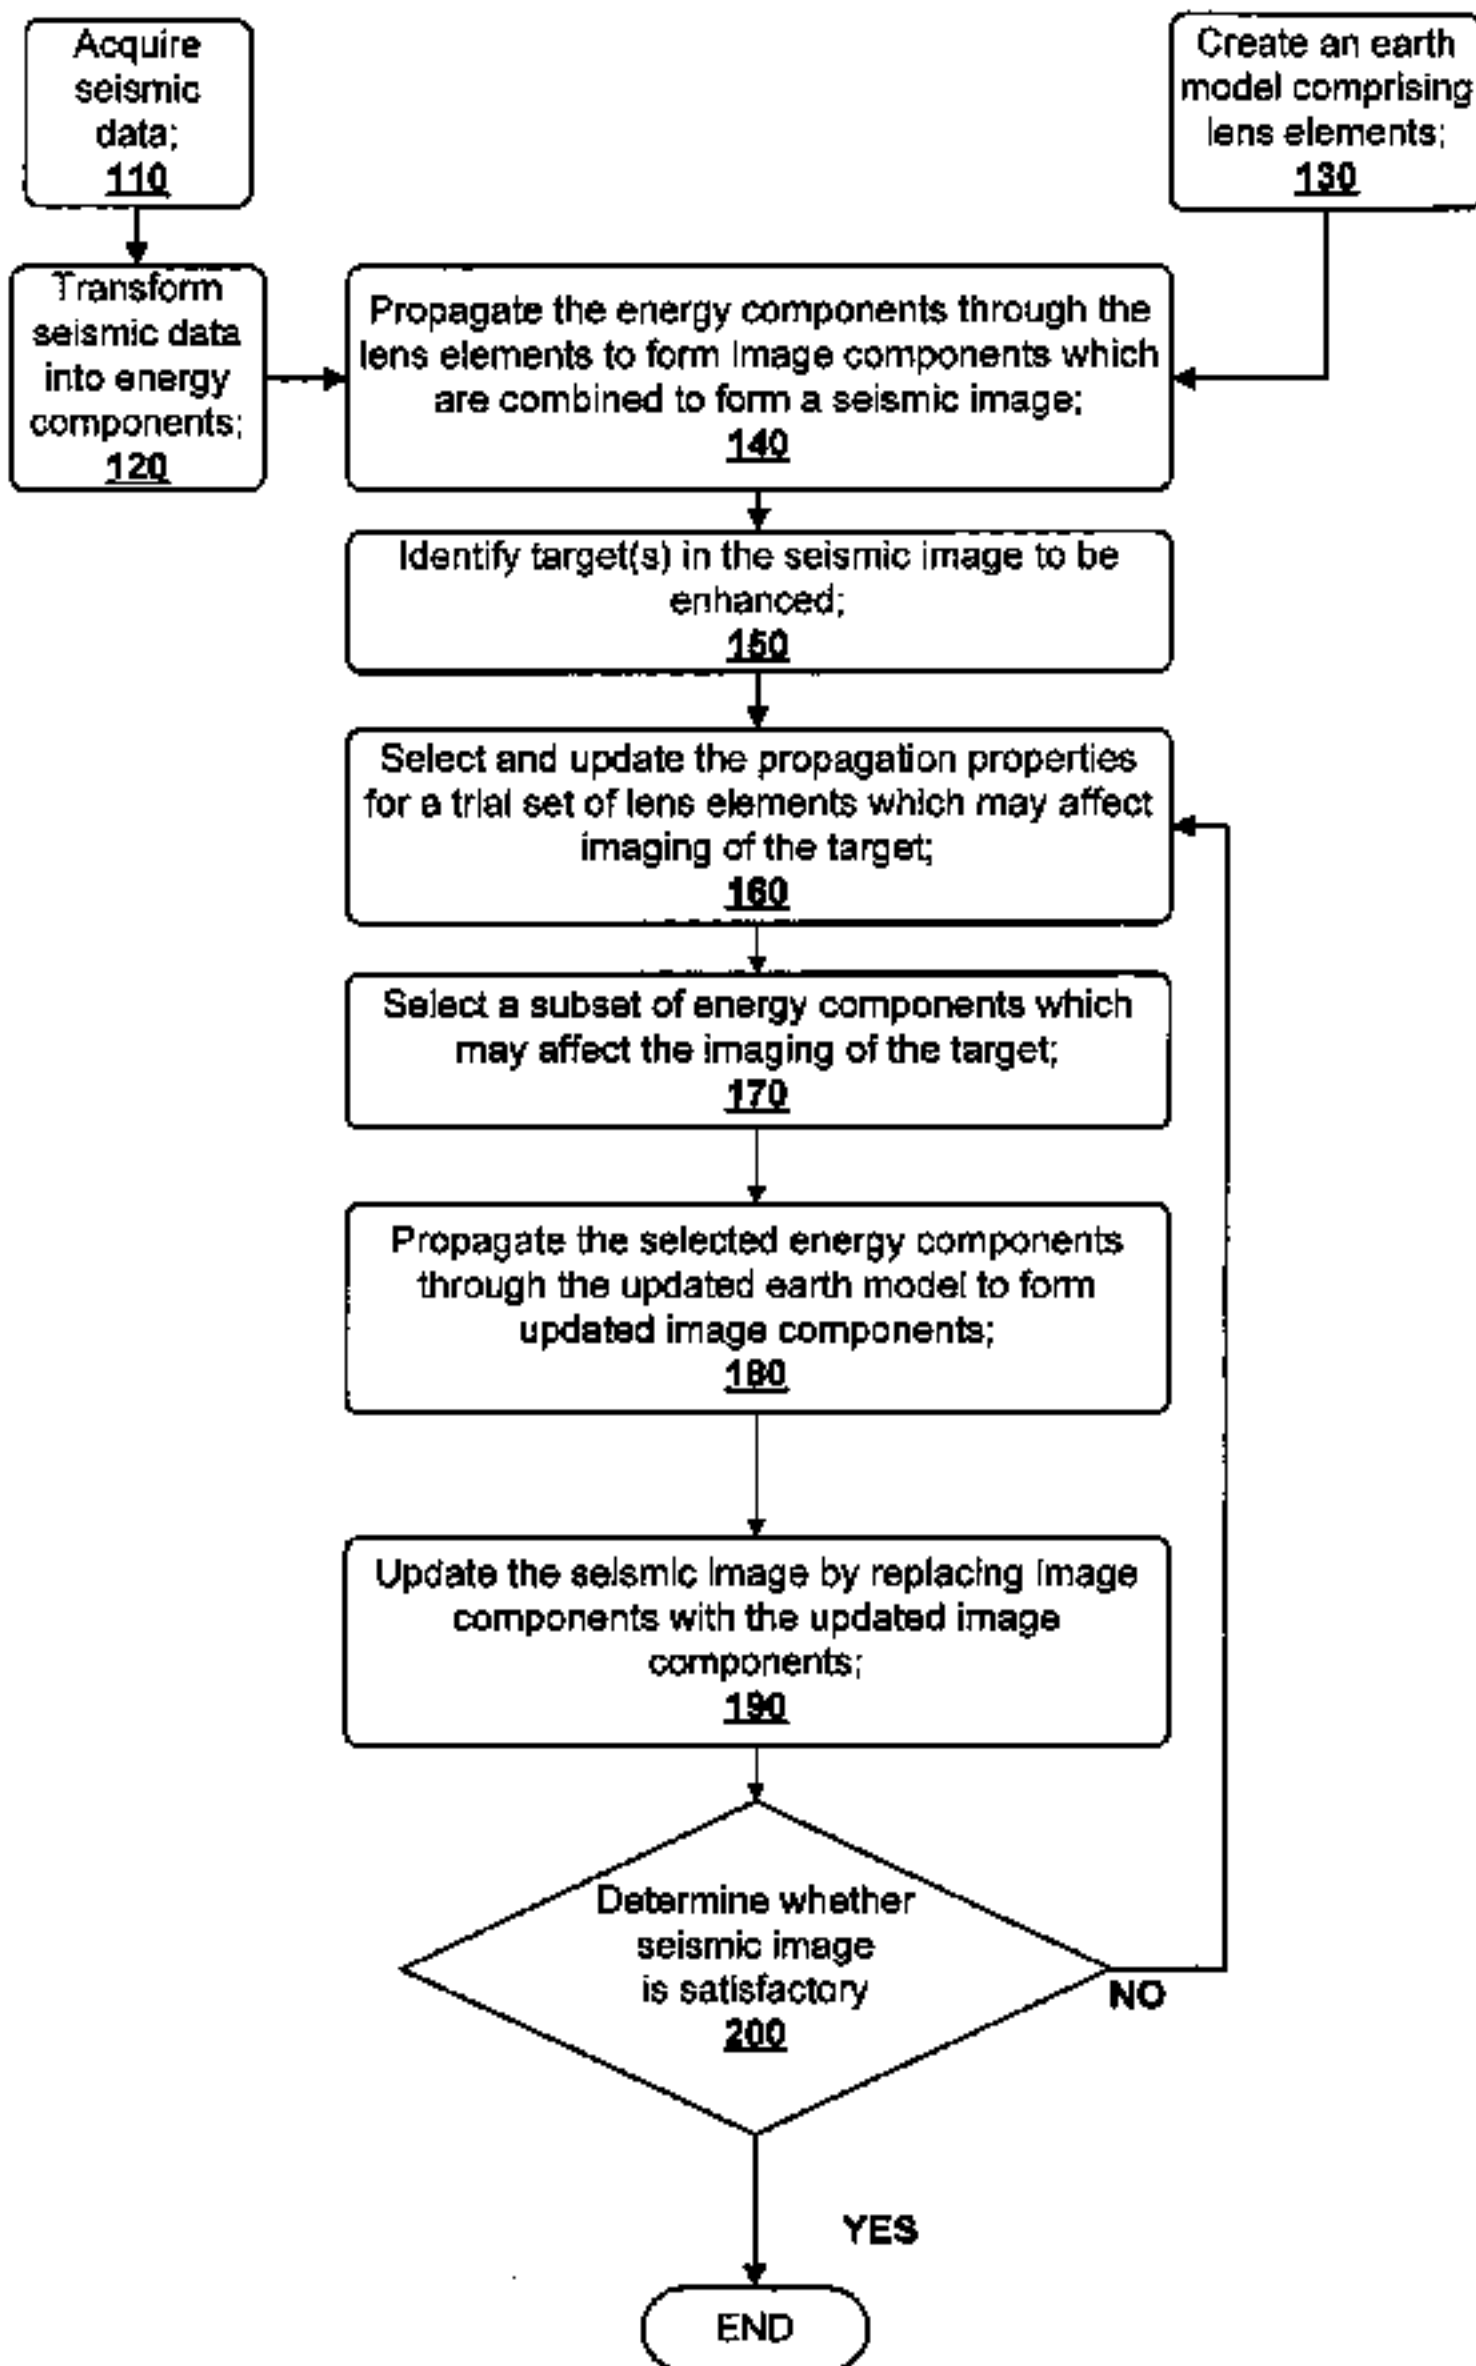 Acquire
seismic
data;
110
Create an earth
model comprising
lens elements;
130
Transform
seismic data
into energy
components;
120
Propagate the energy components through the
lens elements to form image components which
are combined to form a seismic image;
140
Identify target(s) in the seismic image to be
enhanced;
150
Select and update the propagation properties
for a trial set of lens elements which may affect
imaging of the target;
160
Select a subset of energy components which
may affect the imaging of the target;
170
Propagate the selected energy components
through the updated earth model to form
updated image components;
180
Update the seismic image by replacing image
components with the updated image
components;
190
Determine whether
seismic image
is satisfactory
200
NO
YES
END